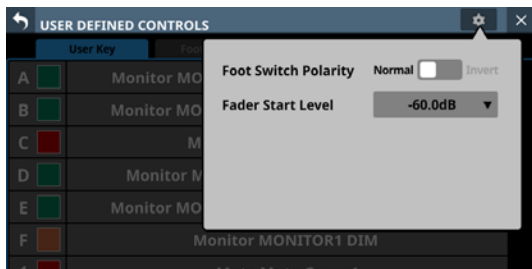 USER DEFINED CONTROLS
User Key Foo
Foot Switch Polarity Normal Invert
Fader Start Level -60.0dB
A Monitor MO
B Monitor MO
C M
D Monitor M
E Monitor MO
F Monitor MONITOR1 DIM